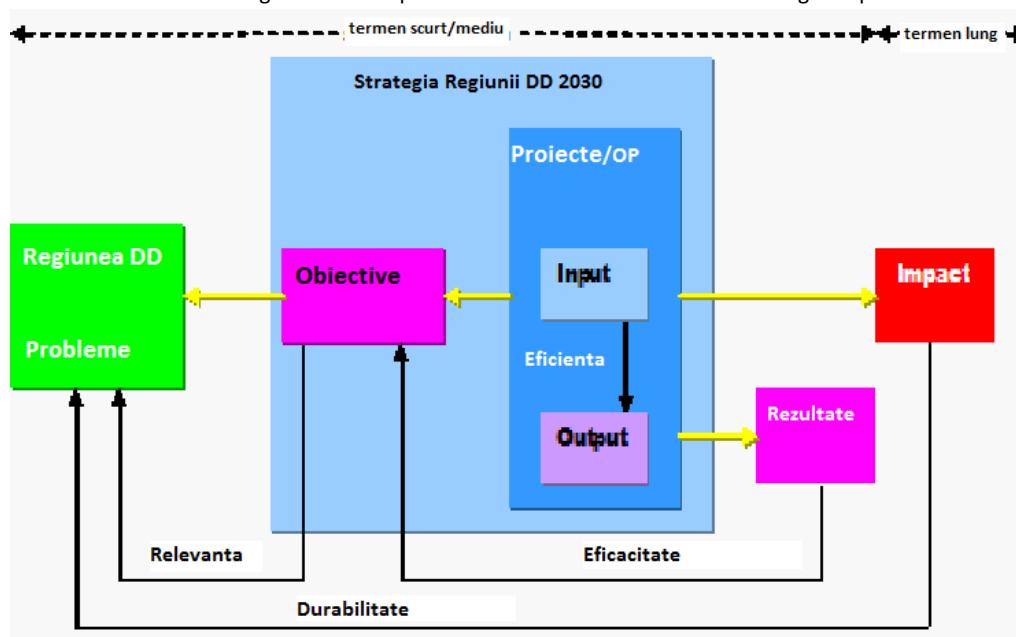 termen scurt/mediu
termen lung
Strategia Regiunii DD 2030
Proiecte/OP
Regiunea DD
Probleme
Obiective
Input
Impact
Eficienta
Output
Rezultate
Relevanta
Eficacitate
Durabilitate